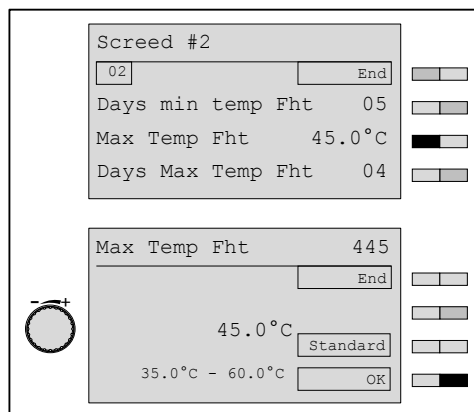 Screed #2
02 End
Days min temp Fht 05
Max Temp Fht 45.0°C
Days Max Temp Fht 04
Max Temp Fht 445
End
- +
45.0°C
Standard
35.0°C - 60.0°C OK